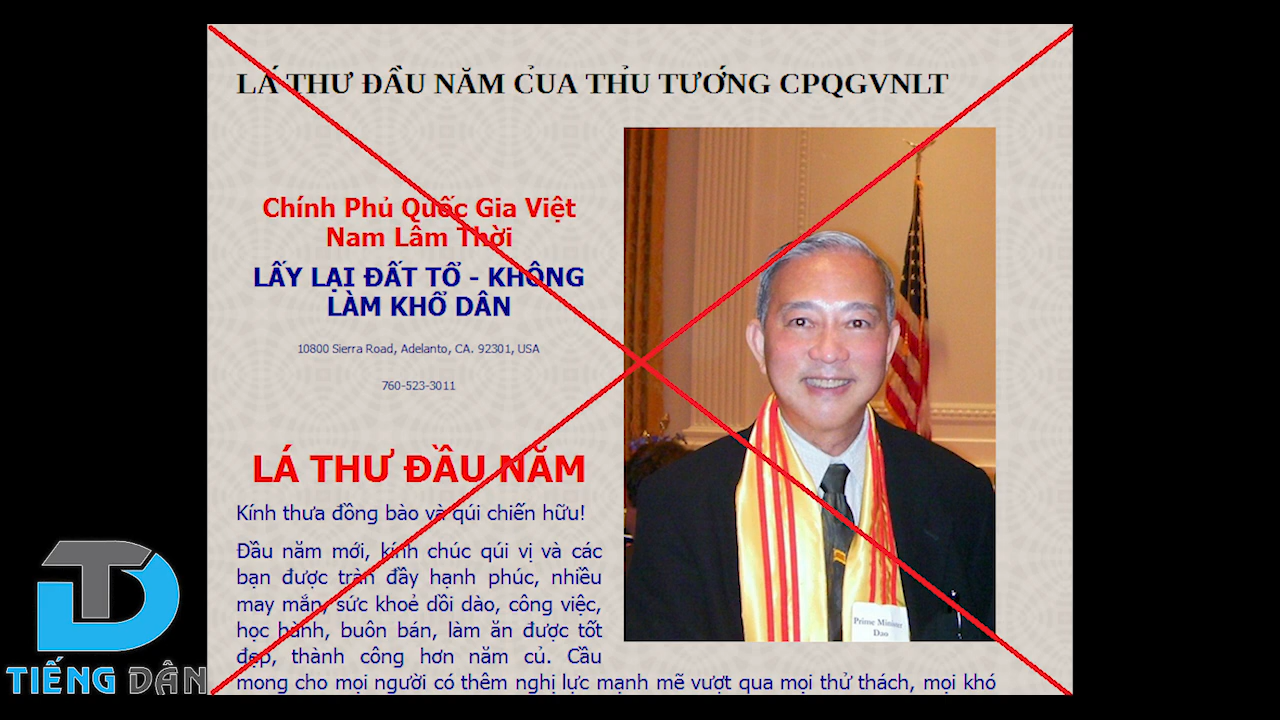 LÁ THƯ ĐẦU NĂM CỦA THỦ TƯỚNG CPQGVNLT
Chính Phủ Quốc Gia Việt
Nam Lâm Thời
LẤY LẠI ĐẤT TỔ - KHÔNG
LÀM KHỔ DÂN
10800 Sierra Road, Adelanto, CA. 92301, USA
760-523-3011
LÁ THƯ ĐẦU NĂM
Kính thưa đồng bào và qúi chiến hữu!
Đầu năm mới, kính chúc qúi vị và các
bạn được tràn đầy hạnh phúc, nhiều
may mắn, sức khoẻ dồi dào, công việc,
học hành, buôn bán, làm ăn được tốt
đẹp, thành công hơn năm củ. Cầu
mong cho mọi người có thêm nghị lực mạnh mẽ vượt qua mọi thử thách, mọi khó
Prime Minister
Dao
TD
TIẾNG DÂN